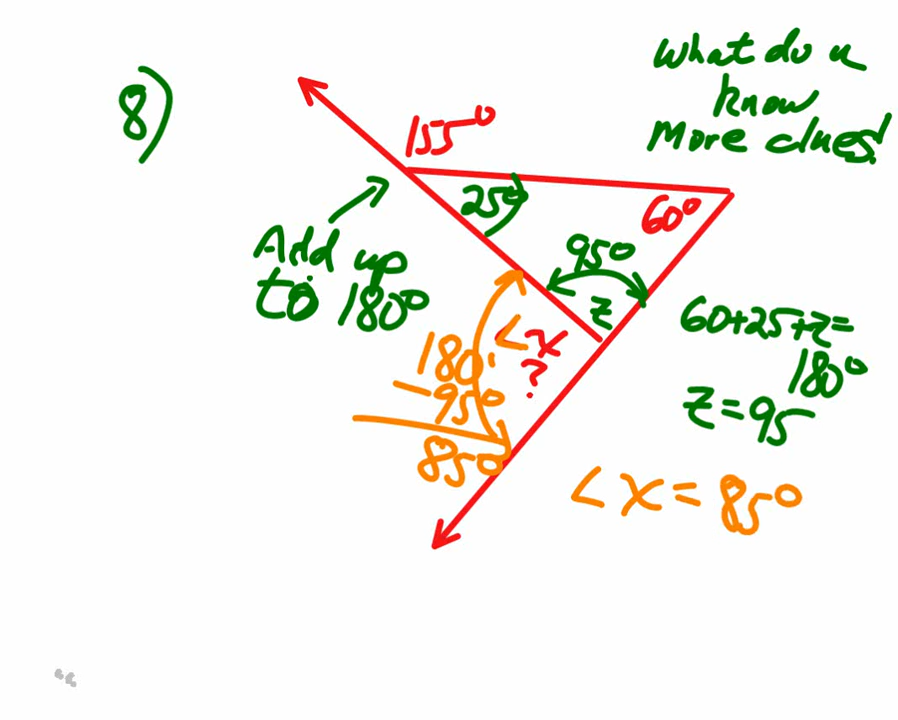 8)
What do u
know
More clues!
155°
25°
60°
Add up
to 180°
95°
z
<x
?
180
-95°
85°
60+25+z=
180°
z=95
<x=85°